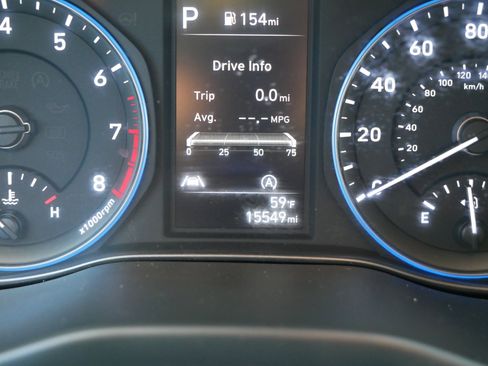 P 154mi
Drive Info
Trip 0.0mi
Avg. --.- MPG
0 25 50 75
A
59°F
15549mi
4
5
6
7
8
x1000rpm
H
0
20
40
60
80
20
40
60
80
100 120 140
km/h
E